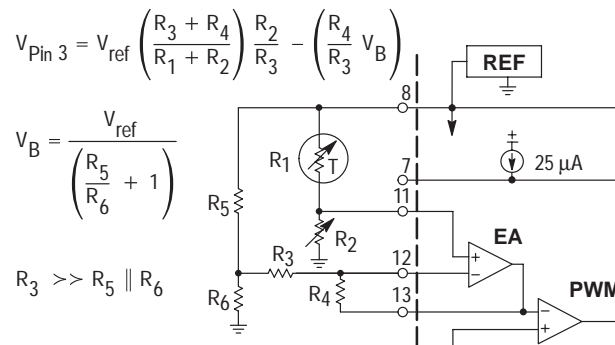 V_Pin 3 = V_ref ( (R_3 + R_4) / (R_1 + R_2) ) R_2 / R_3 − ( R_4 / R_3 V_B )
V_B = V_ref / ( R_5 / R_6 + 1 )
R_3 >> R_5 ∥ R_6
REF
8
R_1
T
7
25 μA
11
R_5
R_2
EA
+
−
R_3
12
R_6
R_4
13
PWM
−
+